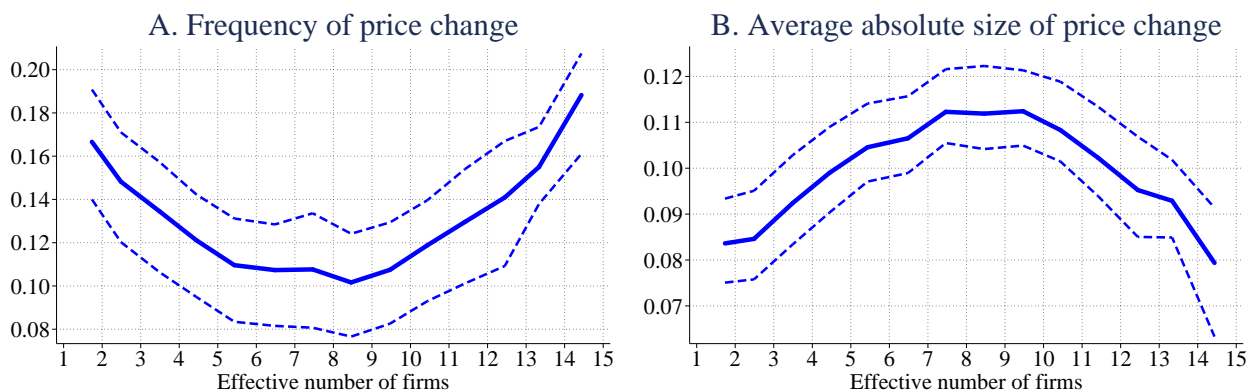 A. Frequency of price change
0.20
0.18
0.16
0.14
0.12
0.10
0.08
1 2 3 4 5 6 7 8 9 10 11 12 13 14 15
Effective number of firms
B. Average absolute size of price change
0.12
0.11
0.10
0.09
0.08
0.07
1 2 3 4 5 6 7 8 9 10 11 12 13 14 15
Effective number of firms